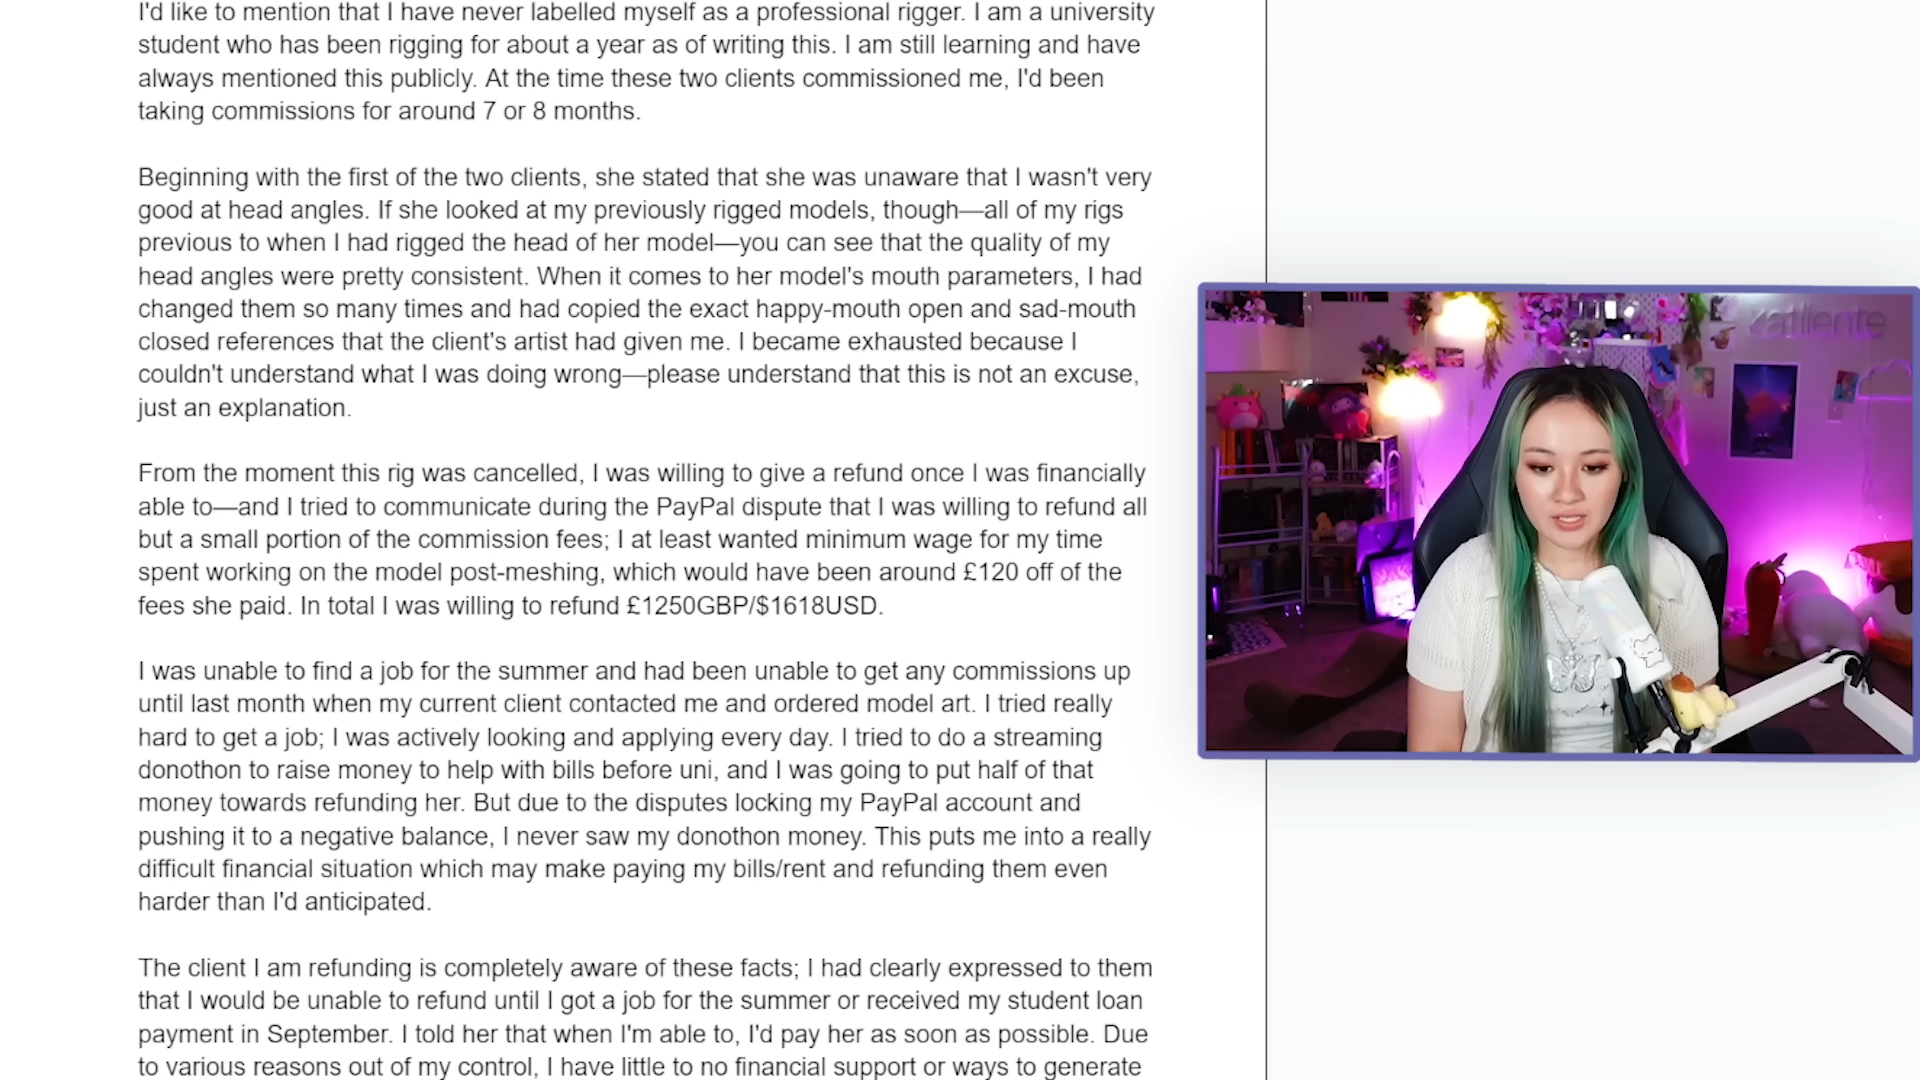 I'd like to mention that I have never labelled myself as a professional rigger. I am a university
student who has been rigging for about a year as of writing this. I am still learning and have
always mentioned this publicly. At the time these two clients commissioned me, I'd been
taking commissions for around 7 or 8 months.
Beginning with the first of the two clients, she stated that she was unaware that I wasn't very
good at head angles. If she looked at my previously rigged models, though—all of my rigs
previous to when I had rigged the head of her model—you can see that the quality of my
head angles were pretty consistent. When it comes to her model's mouth parameters, I had
changed them so many times and had copied the exact happy-mouth open and sad-mouth
closed references that the client's artist had given me. I became exhausted because I
couldn't understand what I was doing wrong—please understand that this is not an excuse,
just an explanation.
From the moment this rig was cancelled, I was willing to give a refund once I was financially
able to—and I tried to communicate during the PayPal dispute that I was willing to refund all
but a small portion of the commission fees; I at least wanted minimum wage for my time
spent working on the model post-meshing, which would have been around £120 off of the
fees she paid. In total I was willing to refund £1250GBP/$1618USD.
I was unable to find a job for the summer and had been unable to get any commissions up
until last month when my current client contacted me and ordered model art. I tried really
hard to get a job; I was actively looking and applying every day. I tried to do a streaming
donothon to raise money to help with bills before uni, and I was going to put half of that
money towards refunding her. But due to the disputes locking my PayPal account and
pushing it to a negative balance, I never saw my donothon money. This puts me into a really
difficult financial situation which may make paying my bills/rent and refunding them even
harder than I'd anticipated.
The client I am refunding is completely aware of these facts; I had clearly expressed to them
that I would be unable to refund until I got a job for the summer or received my student loan
payment in September. I told her that when I'm able to, I'd pay her as soon as possible. Due
to various reasons out of my control, I have little to no financial support or ways to generate